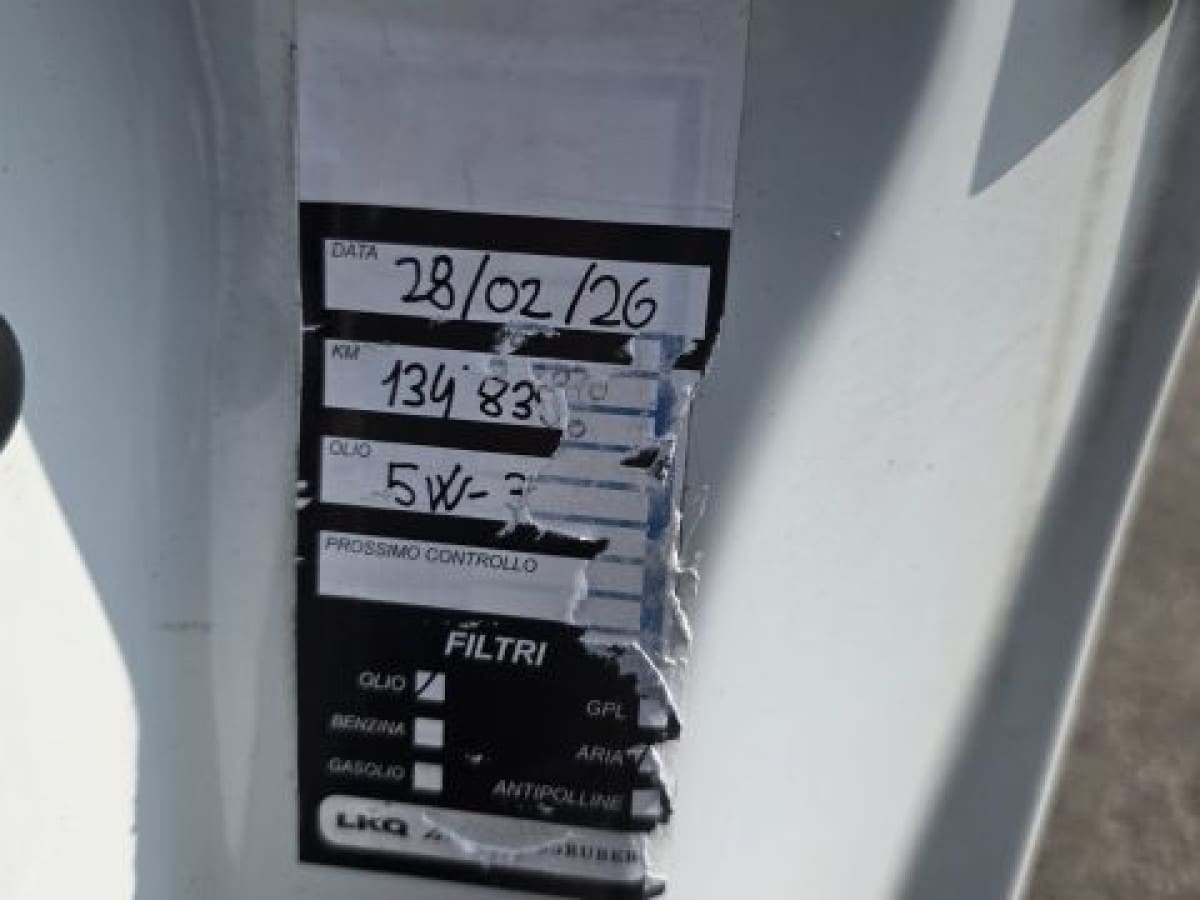 DATA
28/02/26
KM
134 83
OLIO
5W-
PROSSIMO CONTROLLO
FILTRI
OLIO
GPL
BENZINA
ARIA
GASOLIO
ANTIPOLLINE
LKQ